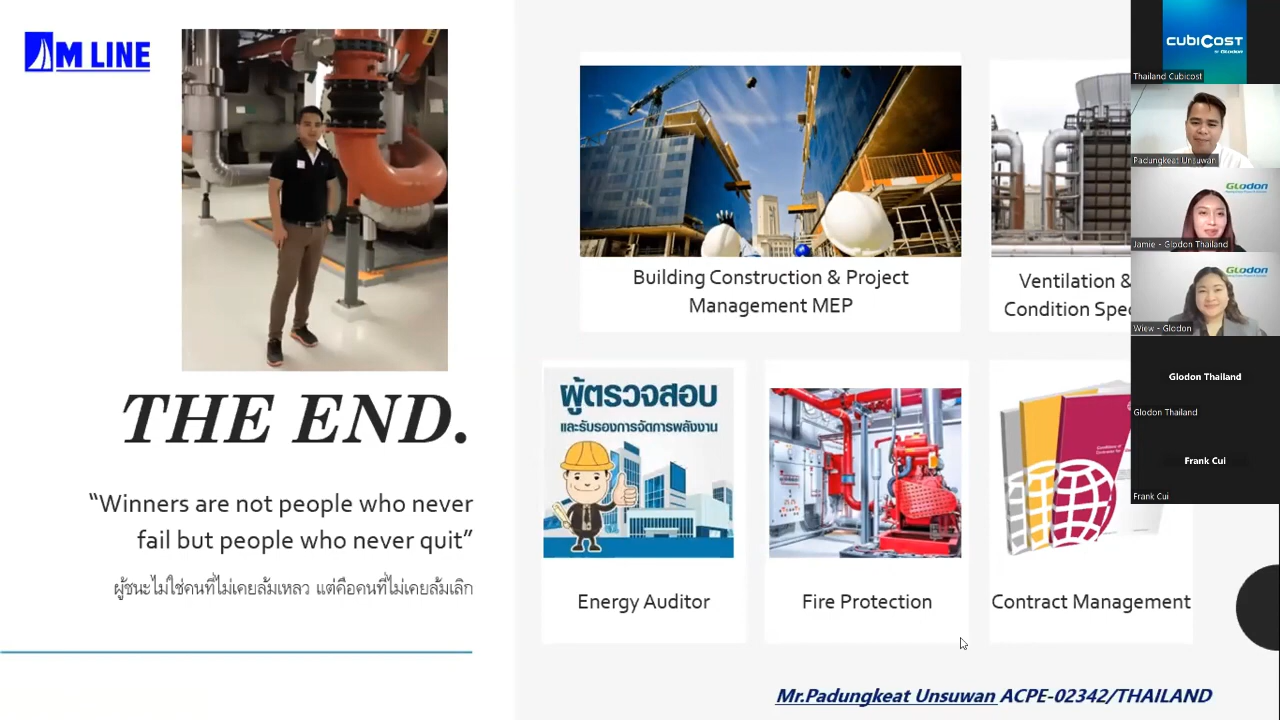 M LINE
THE END.
“Winners are not people who never
fail but people who never quit”
ผู้ชนะไม่ใช่คนที่ไม่เคยล้มเหลว แต่คือคนที่ไม่เคยล้มเลิก
Building Construction & Project
Management MEP
Ventilation &
Condition Spe
ผู้ตรวจสอบ
และรับรองการจัดการพลังงาน
Energy Auditor
Fire Protection
Contract Management
Mr.Padungkeat Unsuwan ACPE-02342/THAILAND
CUBICOST
by Glodon
Thailand Cubicost
Padungkeat Unsuwan
Glodon
Jamie - Glodon Thailand
Glodon
Wiew - Glodon
Glodon Thailand
Glodon Thailand
Frank Cui
Frank Cui